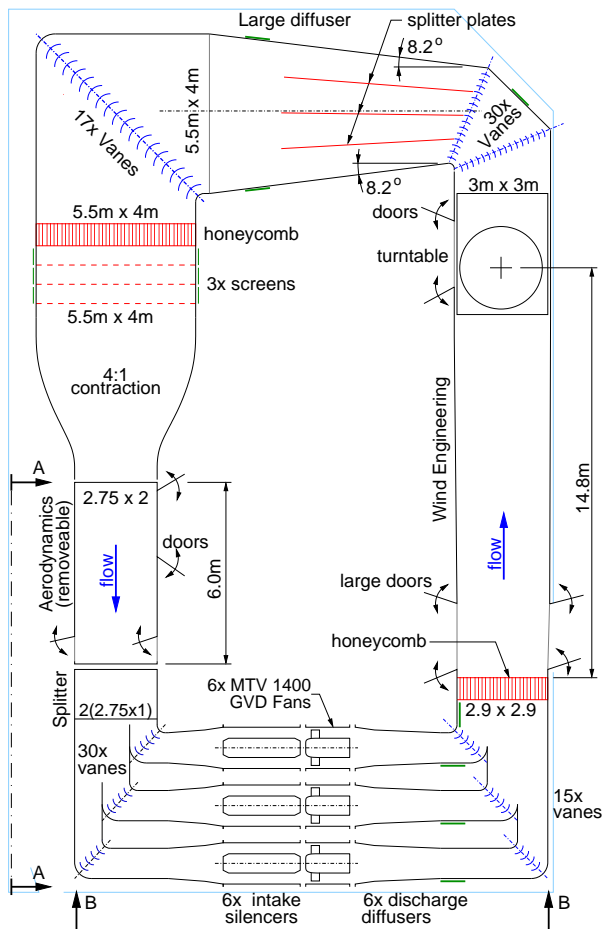 Large diffuser
splitter plates
8.2°
17x Vanes
5.5m x 4m
30x
Vanes
8.2°
5.5m x 4m
honeycomb
doors
3m x 3m
turntable
3x screens
5.5m x 4m
4:1
contraction
Wind Engineering
14.8m
A
2.75 x 2
Aerodynamics
(removeable)
flow
doors
6.0m
flow
large doors
honeycomb
Splitter
2(2.75x1)
6x MTV 1400
GVD Fans
2.9 x 2.9
30x
vanes
15x
vanes
A
B
6x intake
silencers
6x discharge
diffusers
B